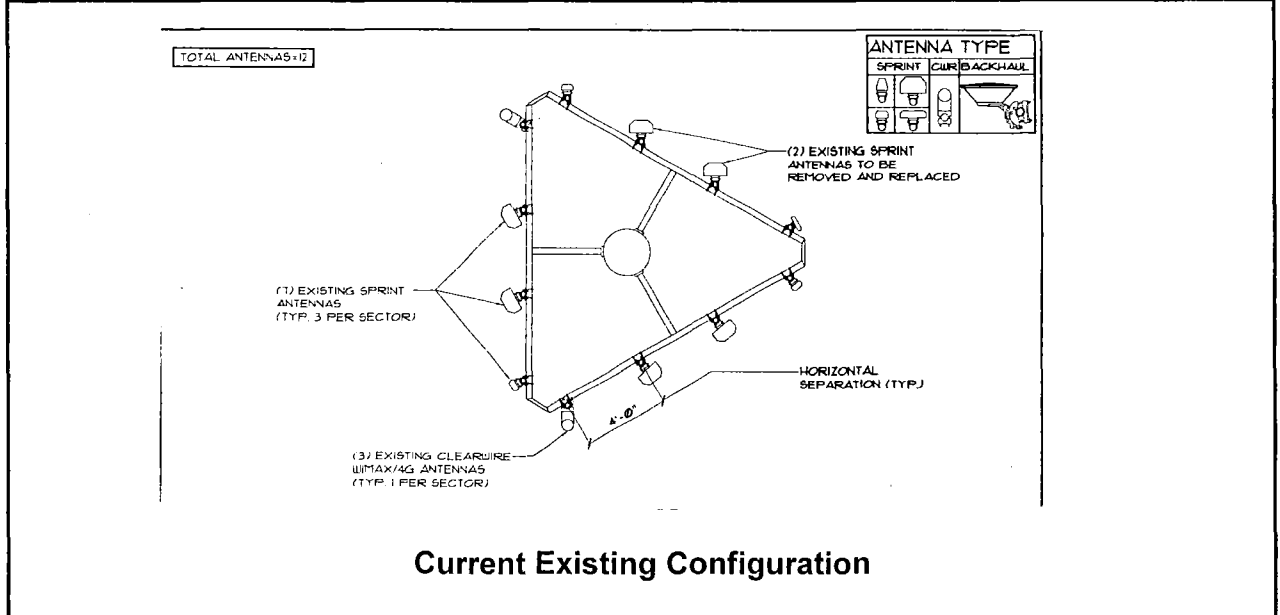 TOTAL ANTENNAS=12
ANTENNA TYPE
SPRINT CWR BACKHAUL
(2) EXISTING SPRINT
ANTENNAS TO BE
REMOVED AND REPLACED
(7) EXISTING SPRINT
ANTENNAS
(TYP. 3 PER SECTOR)
HORIZONTAL
SEPARATION (TYP.)
4'-0"
(3) EXISTING CLEARWIRE
WIMAX/4G ANTENNAS
(TYP. 1 PER SECTOR)
Current Existing Configuration